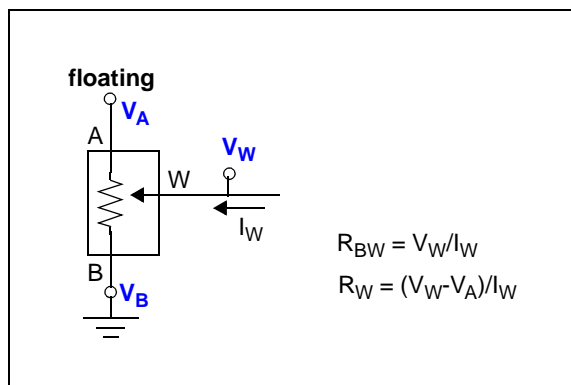 floating
VA
A
VW
W
IW
RBW = VW/IW
B
RW = (VW-VA)/IW
VB